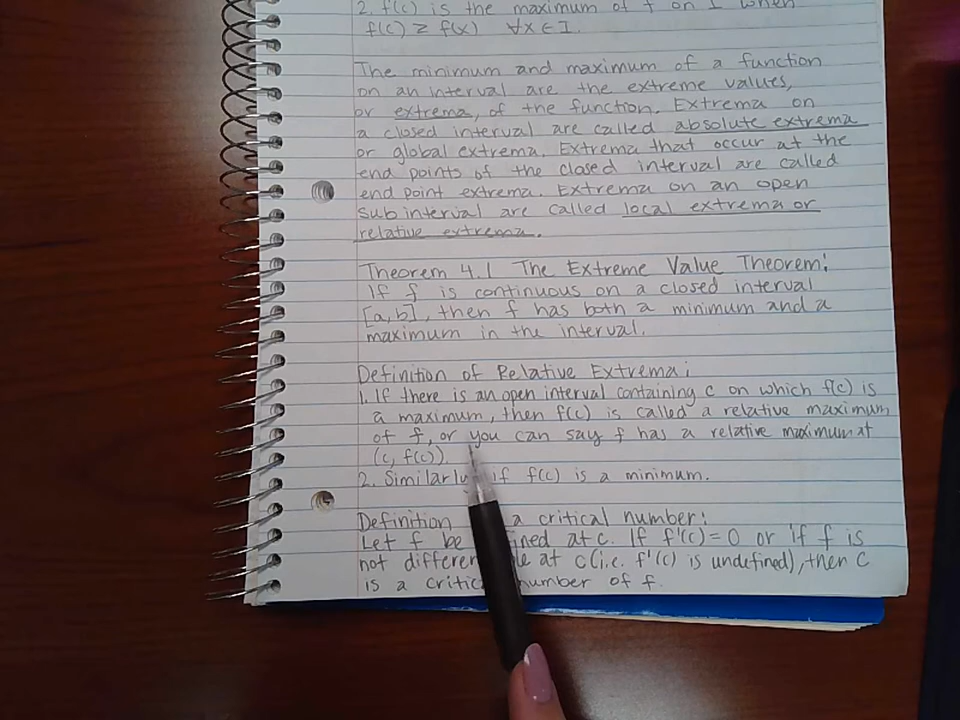 2. f(c) is the maximum of f on I when
f(c) ≥ f(x) ∀x ∈ I.
The minimum and maximum of a function
on an interval are the extreme values,
or extrema, of the function. Extrema on
a closed interval are called absolute extrema
or global extrema. Extrema that occur at the
end points of the closed interval are called
end point extrema. Extrema on an open
subinterval are called local extrema or
relative extrema.
Theorem 4.1 The Extreme Value Theorem:
If f is continuous on a closed interval
[a,b], then f has both a minimum and a
maximum in the interval.
Definition of Relative Extrema:
1. If there is an open interval containing c on which f(c) is
a maximum, then f(c) is called a relative maximum
of f, or you can say f has a relative maximum at
(c, f(c)).
2. Similarly if f(c) is a minimum.
Definition a critical number:
Let f be at c. If f'(c) = 0 or if f is
not at c (i.e. f'(c) is undefined), then c
is a number of f.